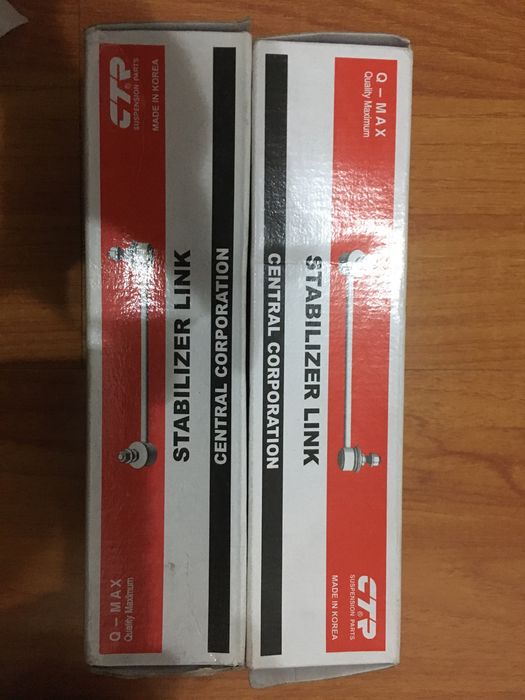 CTR®
SUSPENSION PARTS
MADE IN KOREA
STABILIZER LINK
CENTRAL CORPORATION
Q – MAX
Quality Maximum
Q – MAX
Quality Maximum
STABILIZER LINK
CENTRAL CORPORATION
CTR®
SUSPENSION PARTS
MADE IN KOREA